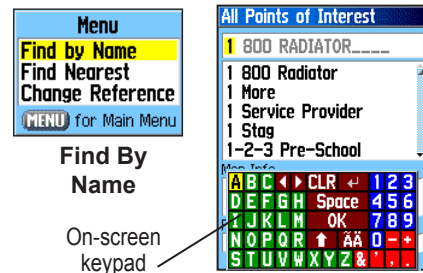 Menu
Find by Name
Find Nearest
Change Reference
MENU for Main Menu
Find By
Name
On-screen
keypad
All Points of Interest
1 800 RADIATOR____
1 800 Radiator
1 More
1 Service Provider
1 Stag
1-2-3 Pre-School
Map Info
A B C CLR 1 2 3
D E F G H Space 4 5 6
I J K L M OK 7 8 9
N O P Q R ÃÄ 0 - +
S T U V W X Y Z & ' , .